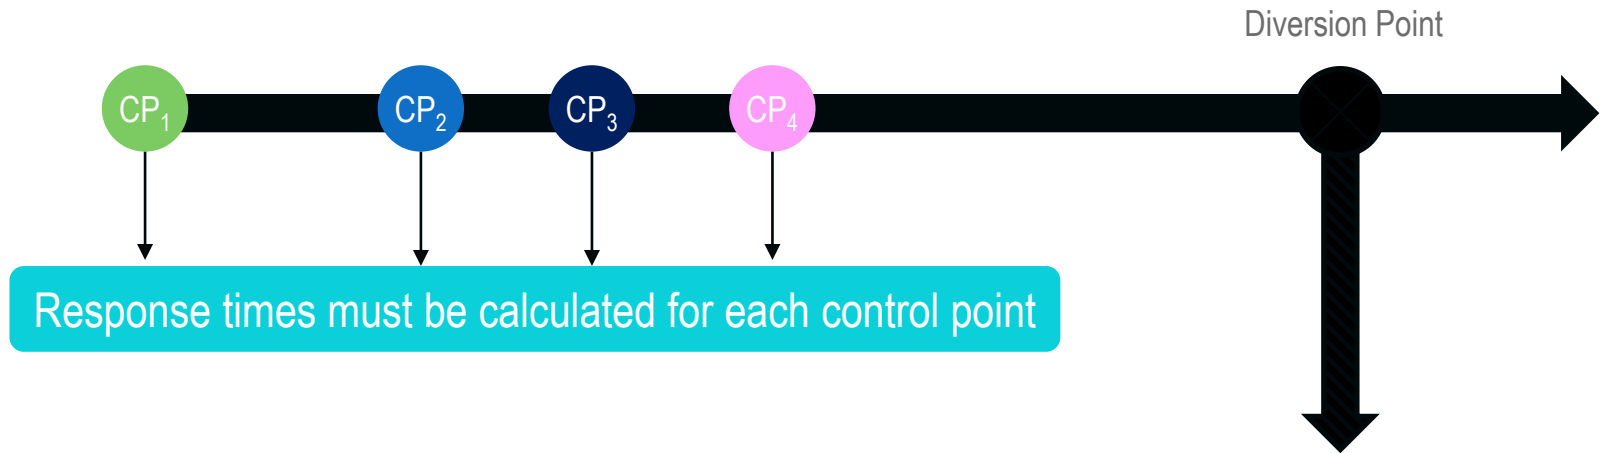 Diversion Point
CP₁ CP₂ CP₃ CP₄
Response times must be calculated for each control point